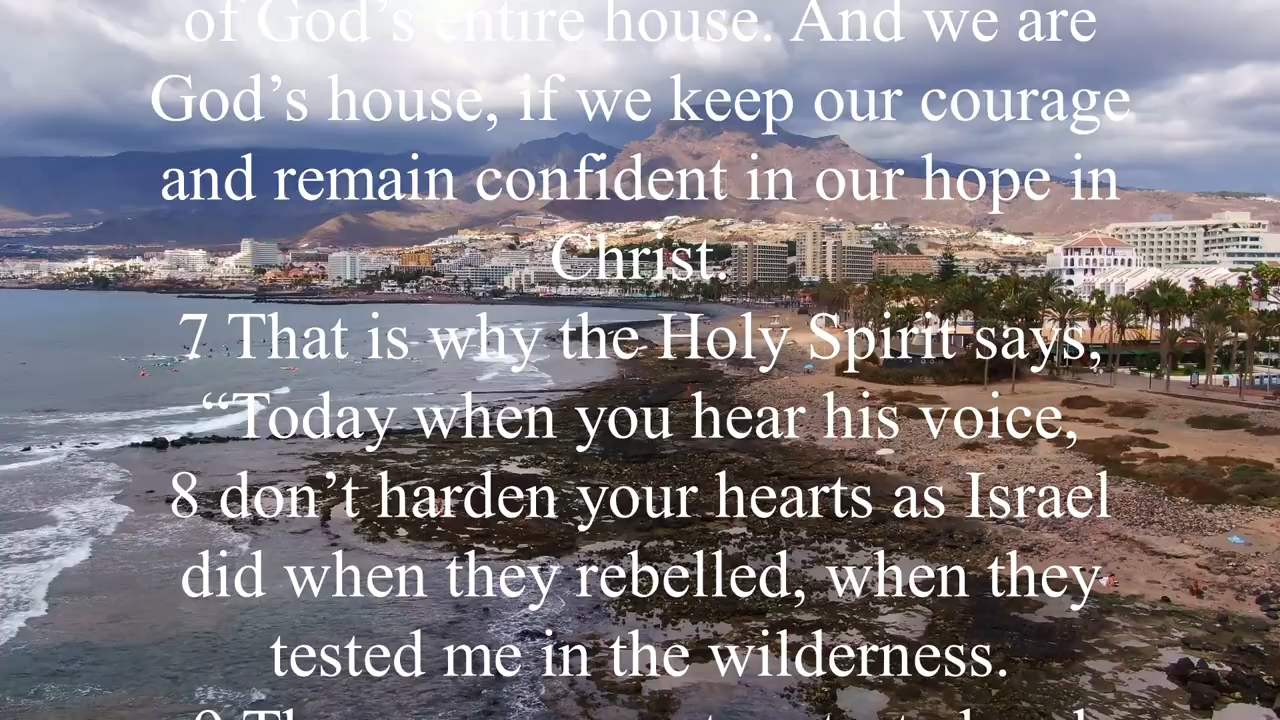 of God’s entire house. And we are
God’s house, if we keep our courage
and remain confident in our hope in
Christ.
7 That is why the Holy Spirit says,
“Today when you hear his voice,
8 don’t harden your hearts as Israel
did when they rebelled, when they
tested me in the wilderness.